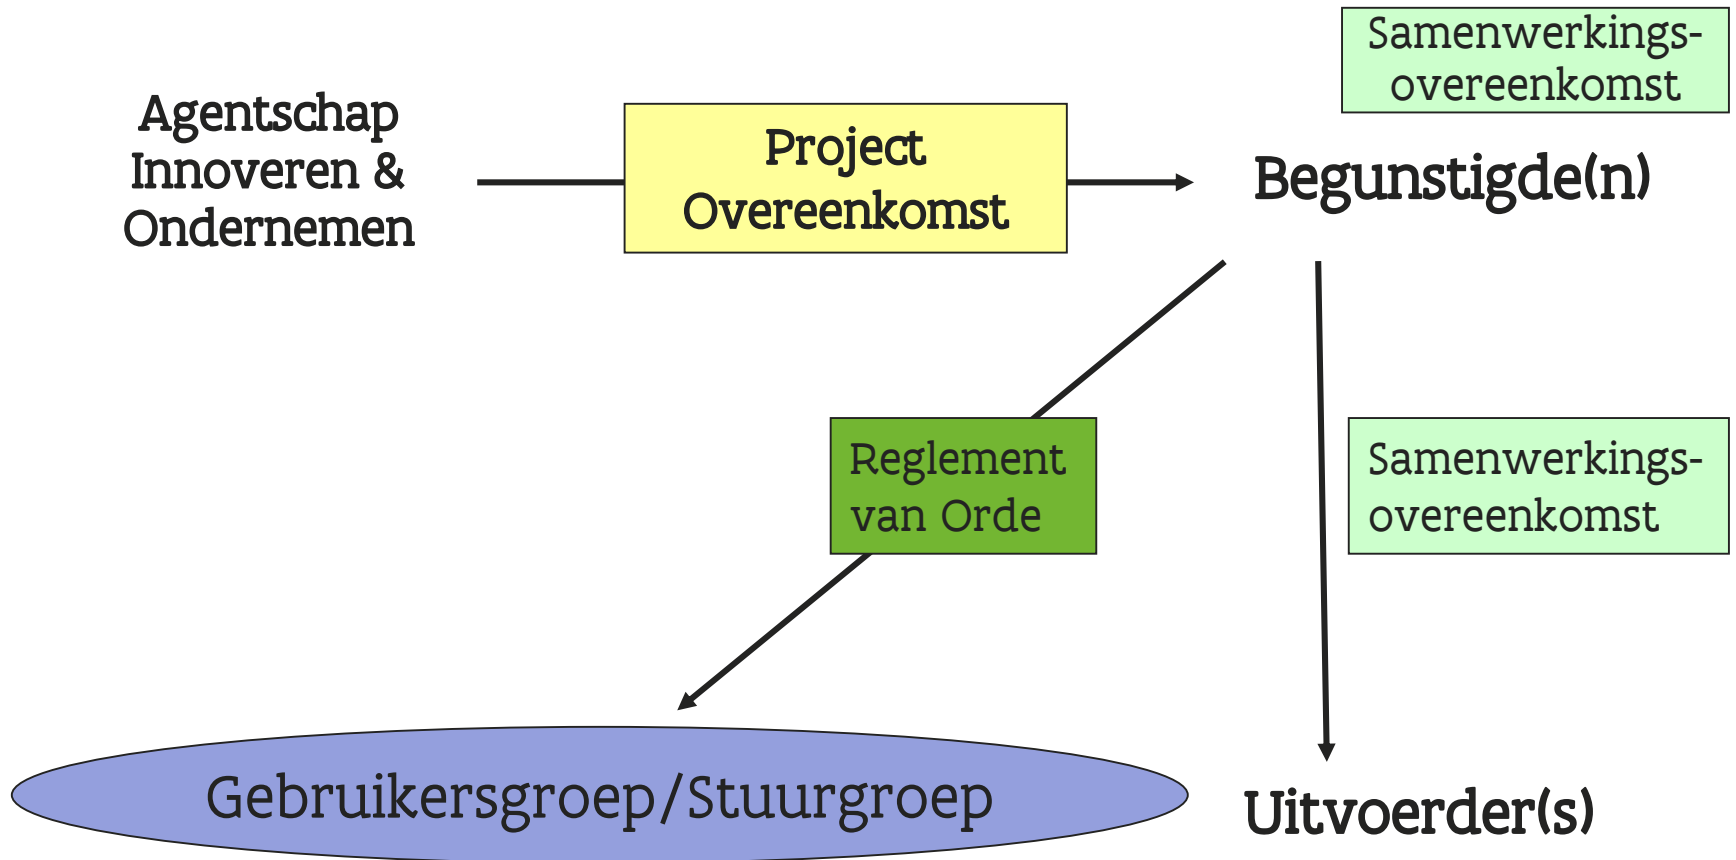 Samenwerkings-
overeenkomst
Agentschap
Innoveren &
Ondernemen
Project
Overeenkomst
Begunstigde(n)
Reglement
van Orde
Samenwerkings-
overeenkomst
Gebruikersgroep/Stuurgroep
Uitvoerder(s)